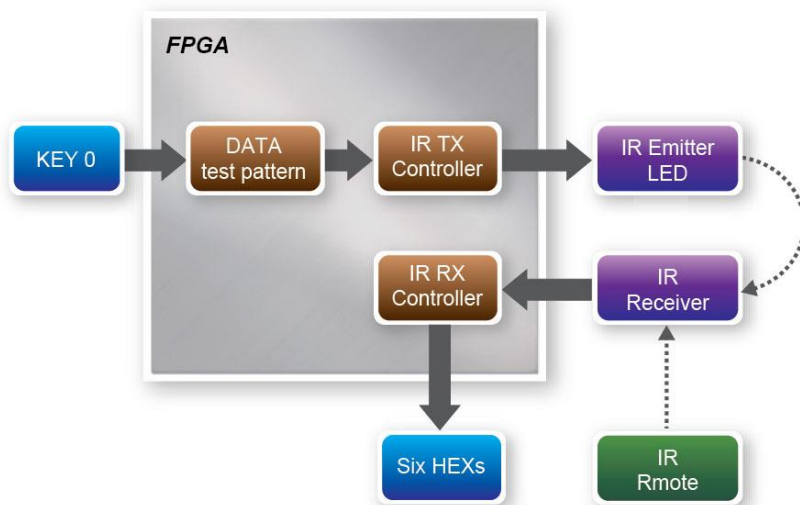 FPGA
KEY 0
DATA
test pattern
IR TX
Controller
IR Emitter
LED
IR RX
Controller
IR
Receiver
Six HEXs
IR
Rmote